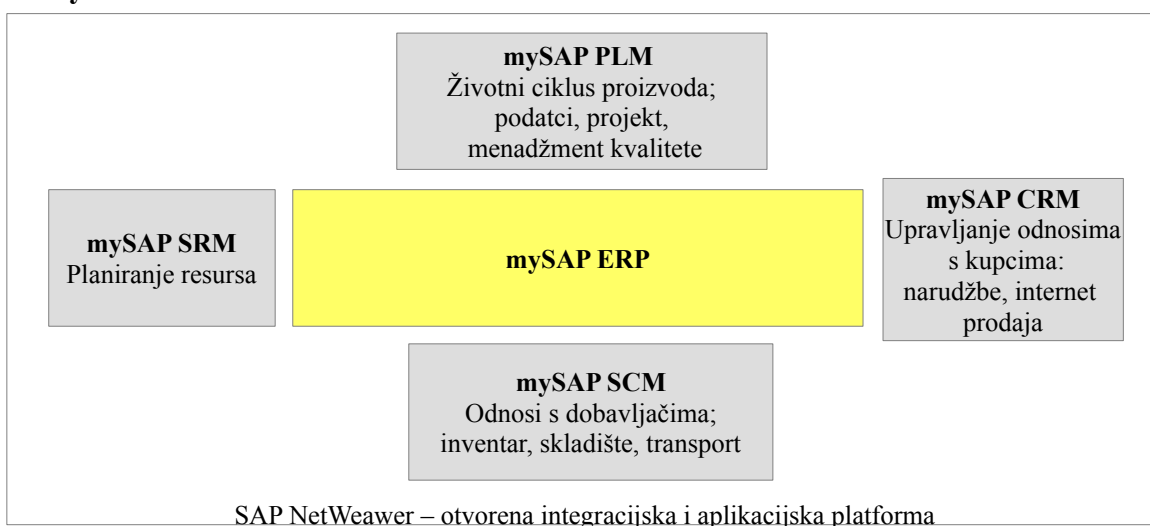 mySAP PLM
Životni ciklus proizvoda;
podatci, projekt,
menadžment kvalitete
mySAP SRM
Planiranje resursa
mySAP ERP
mySAP CRM
Upravljanje odnosima
s kupcima:
narudžbe, internet
prodaja
mySAP SCM
Odnosi s dobavljačima;
inventar, skladište, transport
SAP NetWeawer – otvorena integracijska i aplikacijska platforma